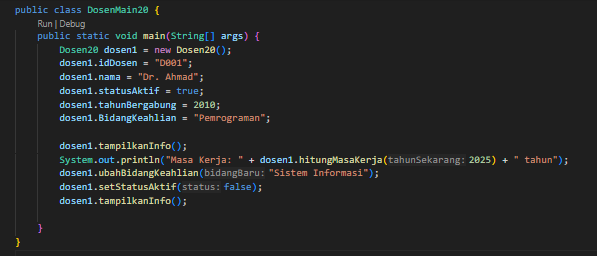 public class DosenMain20 {
Run | Debug
public static void main(String[] args) {
Dosen20 dosen1 = new Dosen20();
dosen1.idDosen = "D001";
dosen1.nama = "Dr. Ahmad";
dosen1.statusAktif = true;
dosen1.tahunBergabung = 2010;
dosen1.BidangKeahlian = "Pemrograman";
dosen1.tampilkanInfo();
System.out.println("Masa Kerja: " + dosen1.hitungMasaKerja(tahunSekarang: 2025) + " tahun");
dosen1.ubahBidangKeahlian(bidangBaru: "Sistem Informasi");
dosen1.setStatusAktif(status: false);
dosen1.tampilkanInfo();
}
}